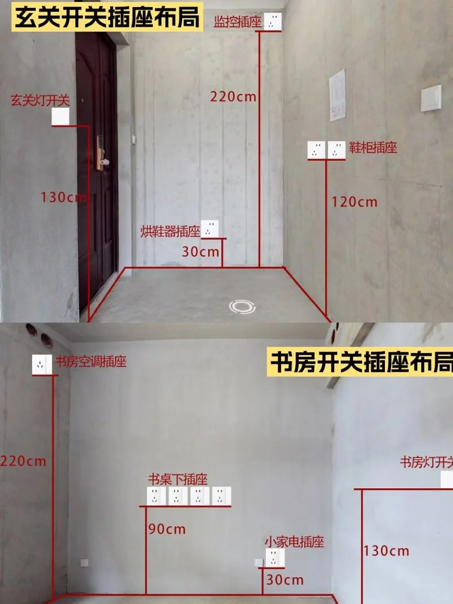 玄关开关插座布局
监控插座
玄关灯开关
220cm
鞋柜插座
130cm
120cm
烘鞋器插座
30cm
书房开关插座布局
书房空调插座
220cm
书房灯开关
书桌下插座
90cm
小家电插座
130cm
30cm